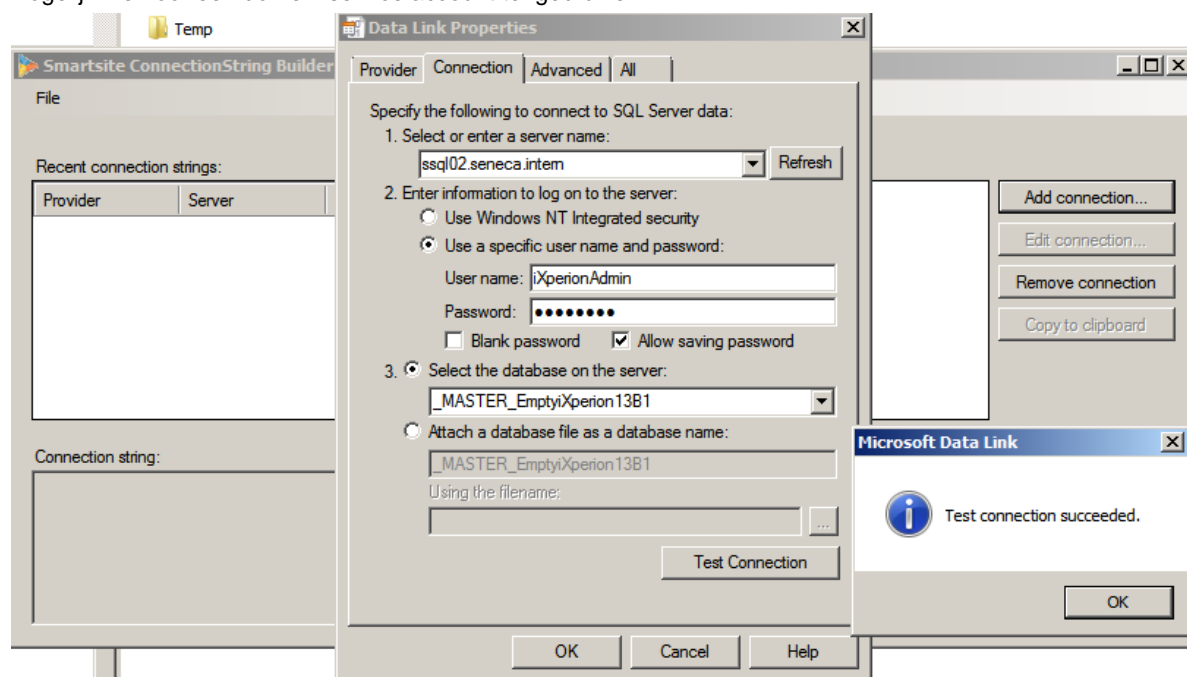 Temp
Data Link Properties
Smartsite ConnectionString Builder
File
Recent connection strings:
Provider Server
Connection string:
Provider Connection Advanced All
Specify the following to connect to SQL Server data:
1. Select or enter a server name:
ssql02.seneca.intern Refresh
2. Enter information to log on to the server:
Use Windows NT Integrated security
Use a specific user name and password:
User name: iXperionAdmin
Password: ●●●●●●●●
Blank password Allow saving password
3. Select the database on the server:
_MASTER_EmptyiXperion13B1
Attach a database file as a database name:
_MASTER_EmptyiXperion13B1
Using the filename:
...
Test Connection
OK Cancel Help
Add connection...
Edit connection...
Remove connection
Copy to clipboard
Microsoft Data Link
Test connection succeeded.
OK